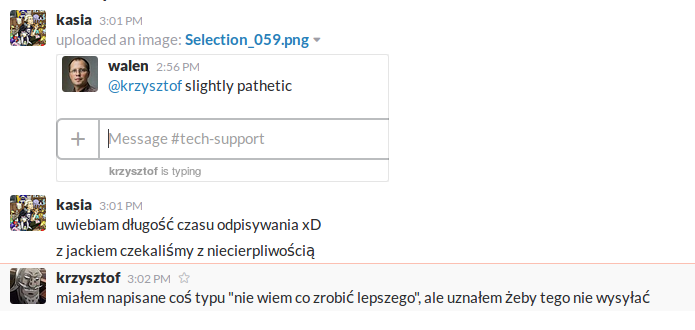 kasia 3:01 PM
uploaded an image: Selection_059.png
walen 2:56 PM
@krzysztof slightly pathetic
+ Message #tech-support
krzysztof is typing
kasia 3:01 PM
uwiebiam długość czasu odpisywania xD
z jackiem czekaliśmy z niecierpliwością
krzysztof 3:02 PM
miałem napisane coś typu "nie wiem co zrobić lepszego", ale uznałem żeby tego nie wysyłać